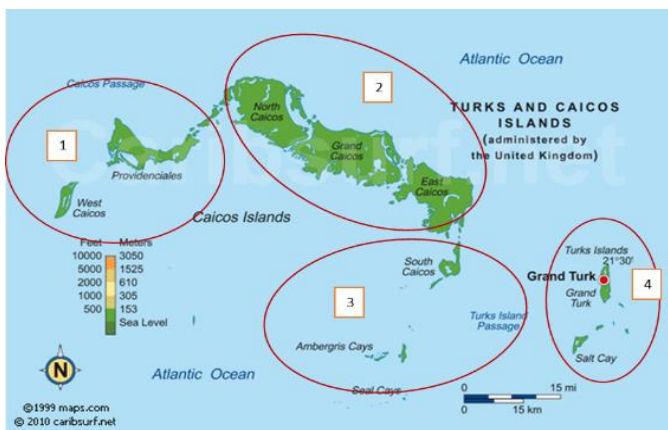 Atlantic Ocean
Caicos Passage
2
TURKS AND CAICOS
ISLANDS
(administered by
the United Kingdom)
North
Caicos
1
Grand
Caicos
Providenciales
East
Caicos
West
Caicos
Caicos Islands
Feet Meters
10000 3050
5000 1525
2000 610
1000 305
500 153
Sea Level
South
Caicos
Turks Islands
21°30'
Grand Turk
4
Grand
Turk
3
Turks Island
Passage
Ambergris Cays
Salt Cay
Seal Cays
Atlantic Ocean
N
0 15 mi
0 15 km
©1999 maps.com
© 2010 caribsurf.net
Caribsurf.net